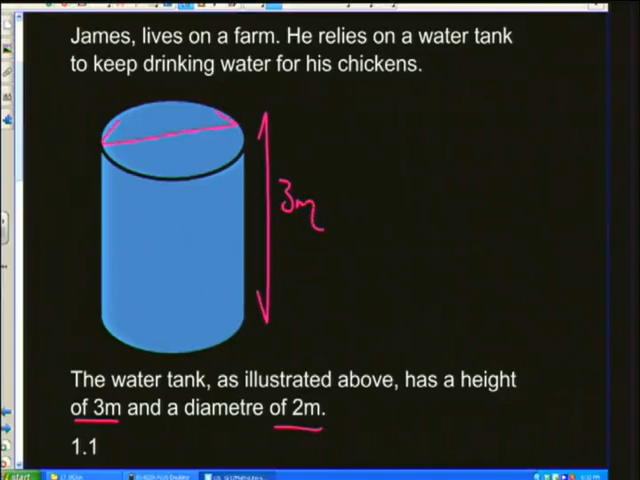 James, lives on a farm. He relies on a water tank
to keep drinking water for his chickens.
3m
The water tank, as illustrated above, has a height
of 3m and a diametre of 2m.
1.1
start